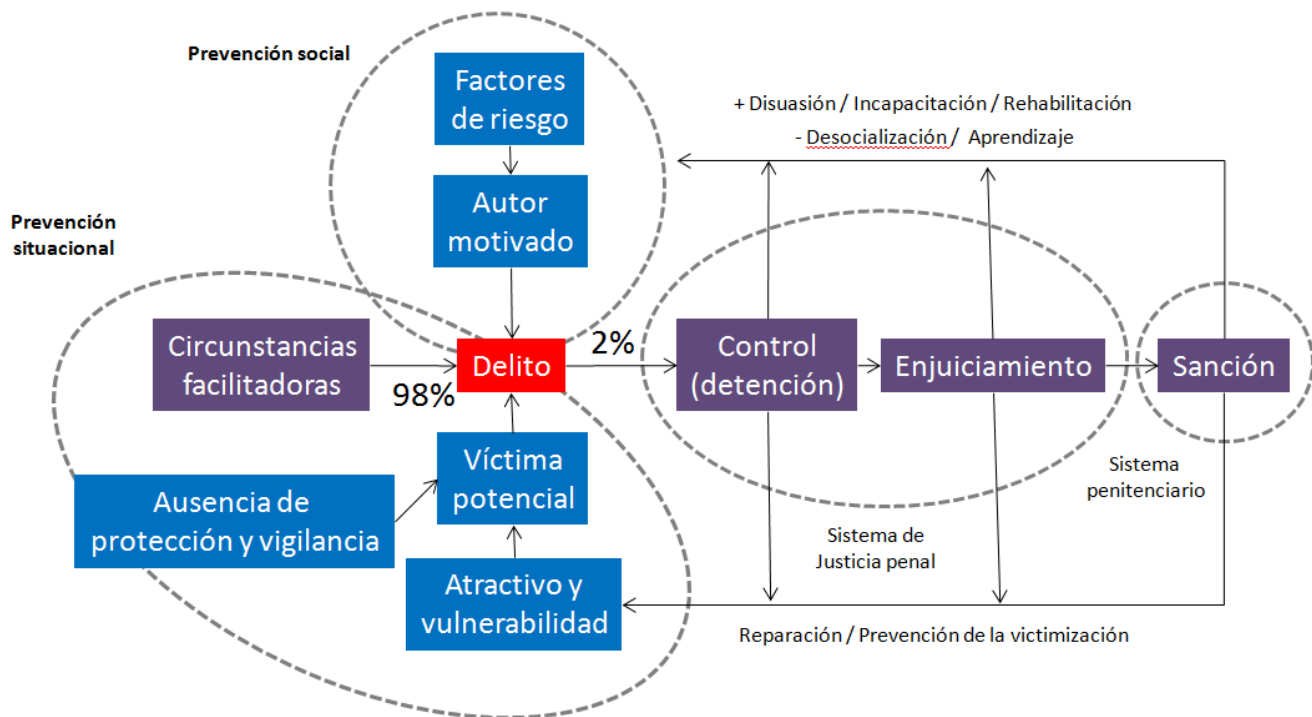 Prevención social
Factores
de riesgo
+ Disuasión / Incapacitación / Rehabilitación
- Desocialización / Aprendizaje
Autor
motivado
Prevención
situacional
Circunstancias
facilitadoras
98%
Delito
2%
Control
(detención)
Enjuiciamiento
Sanción
Víctima
potencial
Ausencia de
protección y vigilancia
Atractivo y
vulnerabilidad
Sistema
penitenciario
Sistema de
Justicia penal
Reparación / Prevención de la victimización